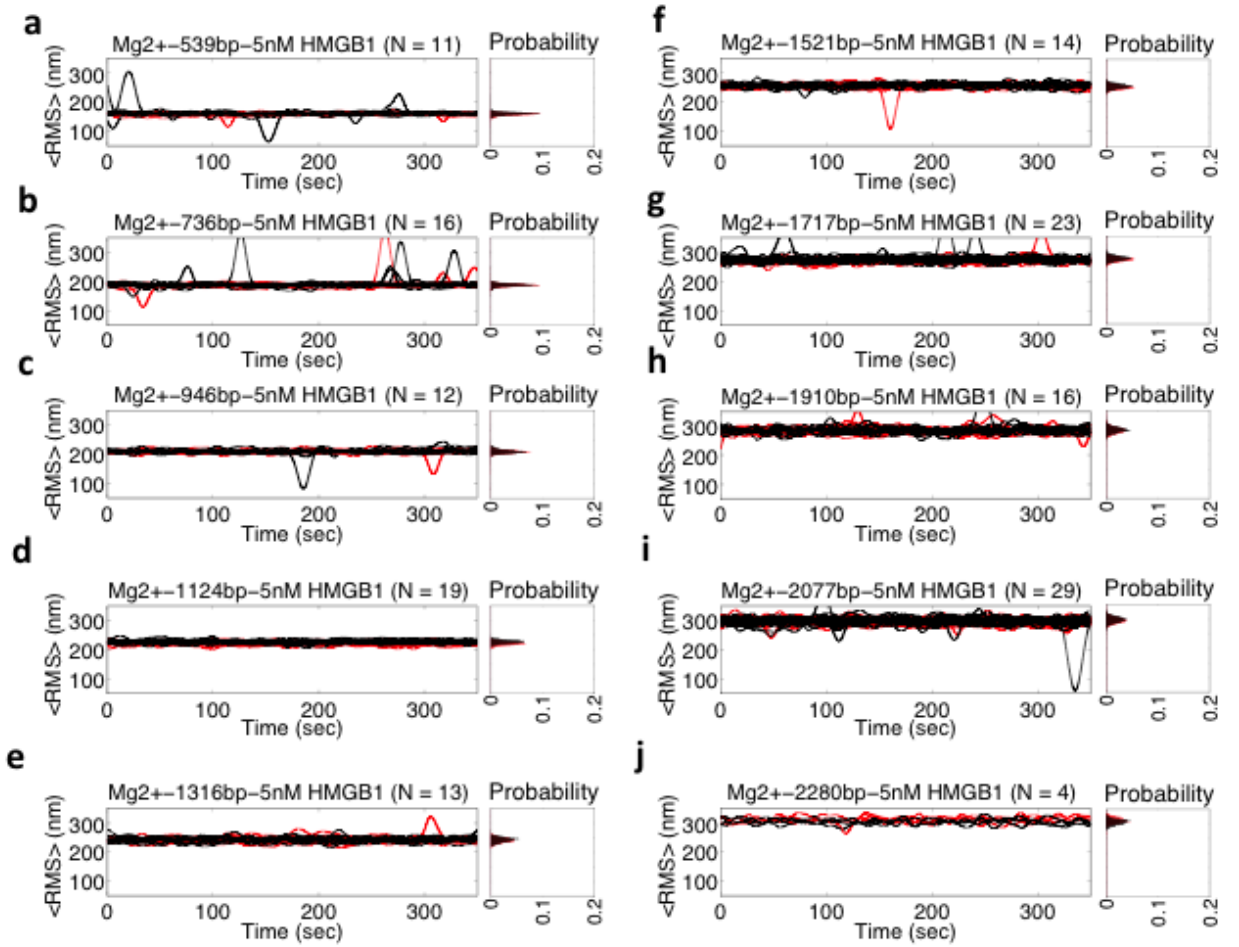 a
Mg2+−539bp−5nM HMGB1 (N = 11)
Probability
<RMS> (nm)
300
200
100
0
100
200
300
Time (sec)
0
0.1
0.2
b
Mg2+−736bp−5nM HMGB1 (N = 16)
Probability
<RMS> (nm)
300
200
100
0
100
200
300
Time (sec)
0
0.1
0.2
c
Mg2+−946bp−5nM HMGB1 (N = 12)
Probability
<RMS> (nm)
300
200
100
0
100
200
300
Time (sec)
0
0.1
0.2
d
Mg2+−1124bp−5nM HMGB1 (N = 19)
Probability
<RMS> (nm)
300
200
100
0
100
200
300
Time (sec)
0
0.1
0.2
e
Mg2+−1316bp−5nM HMGB1 (N = 13)
Probability
<RMS> (nm)
300
200
100
0
100
200
300
Time (sec)
0
0.1
0.2
f
Mg2+−1521bp−5nM HMGB1 (N = 14)
Probability
<RMS> (nm)
300
200
100
0
100
200
300
Time (sec)
0
0.1
0.2
g
Mg2+−1717bp−5nM HMGB1 (N = 23)
Probability
<RMS> (nm)
300
200
100
0
100
200
300
Time (sec)
0
0.1
0.2
h
Mg2+−1910bp−5nM HMGB1 (N = 16)
Probability
<RMS> (nm)
300
200
100
0
100
200
300
Time (sec)
0
0.1
0.2
i
Mg2+−2077bp−5nM HMGB1 (N = 29)
Probability
<RMS> (nm)
300
200
100
0
100
200
300
Time (sec)
0
0.1
0.2
j
Mg2+−2280bp−5nM HMGB1 (N = 4)
Probability
<RMS> (nm)
300
200
100
0
100
200
300
Time (sec)
0
0.1
0.2